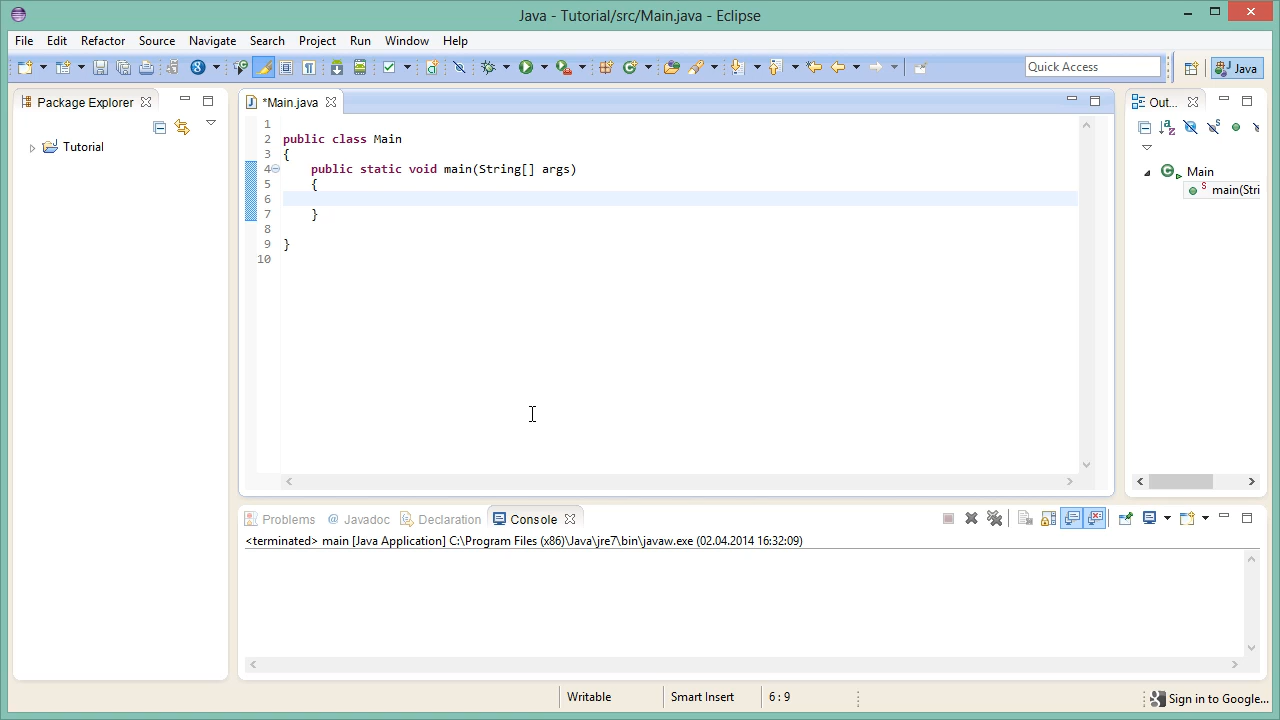 Java - Tutorial/src/Main.java - Eclipse
File Edit Refactor Source Navigate Search Project Run Window Help
Quick Access
Java
Package Explorer
*Main.java
Out...
Tutorial
1
2 public class Main
3 {
4 public static void main(String[] args)
5 {
6
7 }
8
9 }
10
Main
main(Stri
Problems @ Javadoc Declaration Console
<terminated> main [Java Application] C:\Program Files (x86)\Java\jre7\bin\javaw.exe (02.04.2014 16:32:09)
Writable Smart Insert 6 : 9 Sign in to Google...